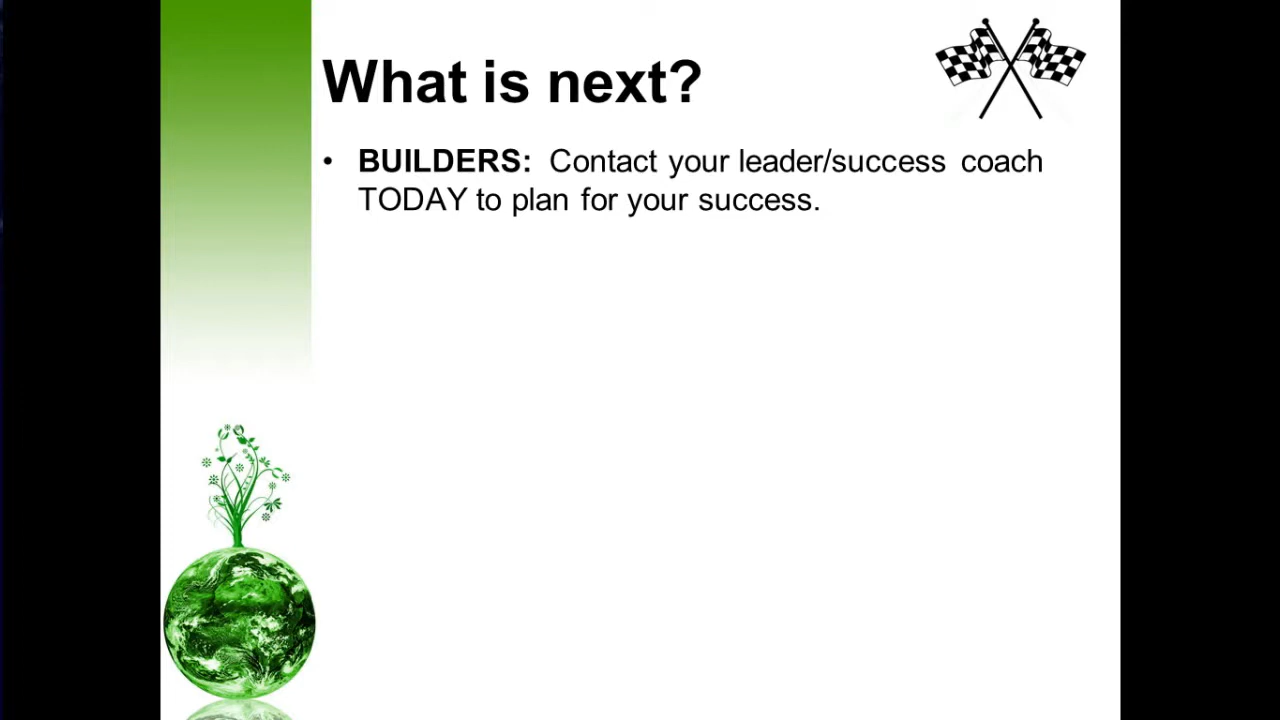 What is next?
• BUILDERS: Contact your leader/success coach
TODAY to plan for your success.